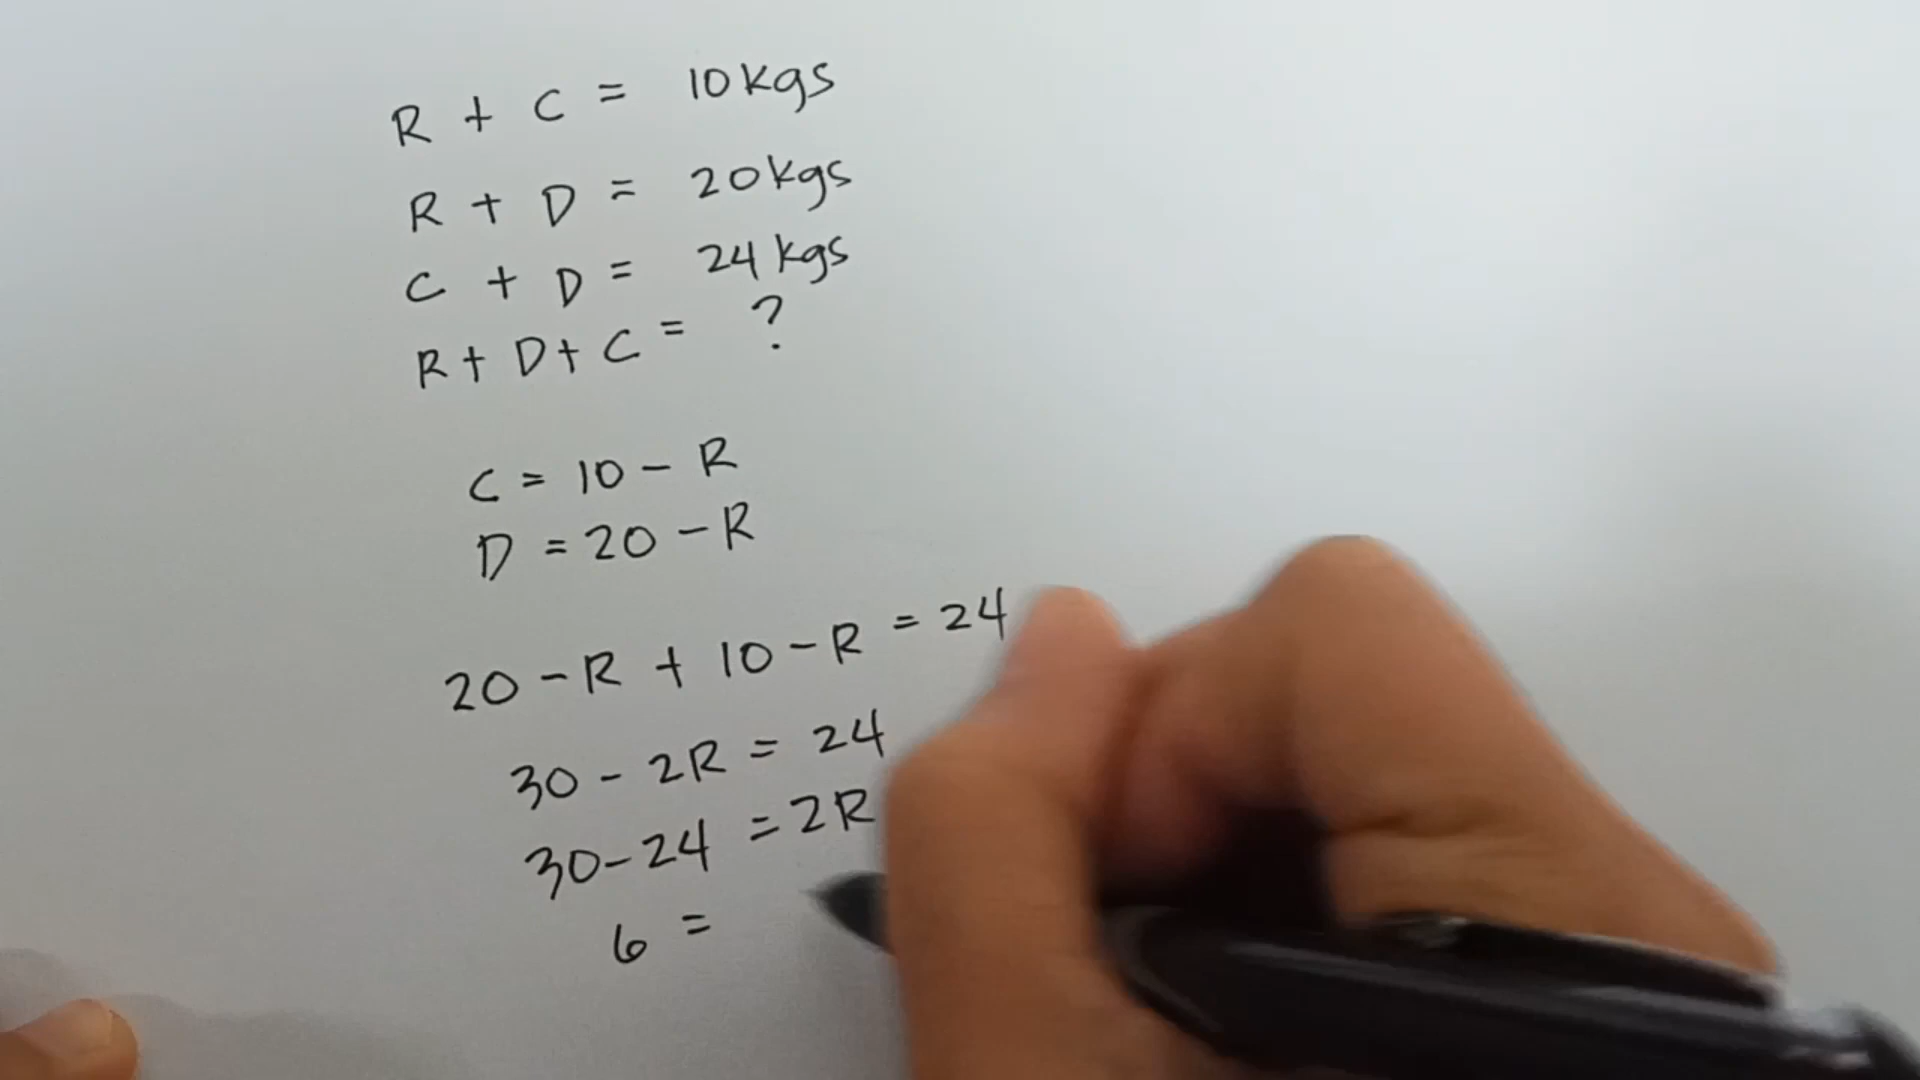 R + C = 10kgs
R + D = 20kgs
C + D = 24kgs
R + D + C = ?
C = 10 - R
D = 20 - R
20 - R + 10 - R = 24
30 - 2R = 24
30 - 24 = 2R
6 =